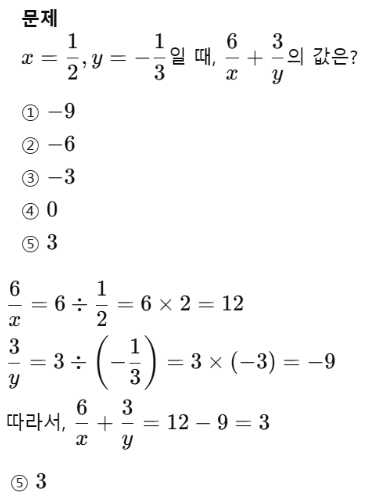 문제
x = 1/2, y = −1/3일 때, 6/x + 3/y의 값은?
① −9
② −6
③ −3
④ 0
⑤ 3
6/x = 6 ÷ 1/2 = 6 × 2 = 12
3/y = 3 ÷ (−1/3) = 3 × (−3) = −9
따라서, 6/x + 3/y = 12 − 9 = 3
⑤ 3